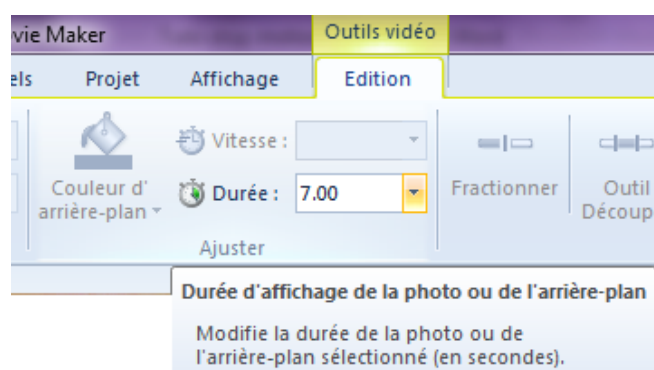 vie Maker
Outils vidéo
els Projet Affichage Edition
Vitesse :
Couleur d'
arrière-plan
Durée : 7.00
Fractionner
Outil
Découp
Ajuster
Durée d'affichage de la photo ou de l'arrière-plan
Modifie la durée de la photo ou de
l'arrière-plan sélectionné (en secondes).